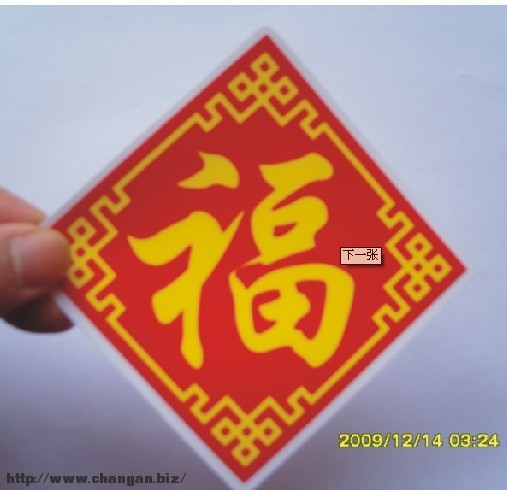 福
下一张
2009/12/14 03:24
http://www.changan.biz/